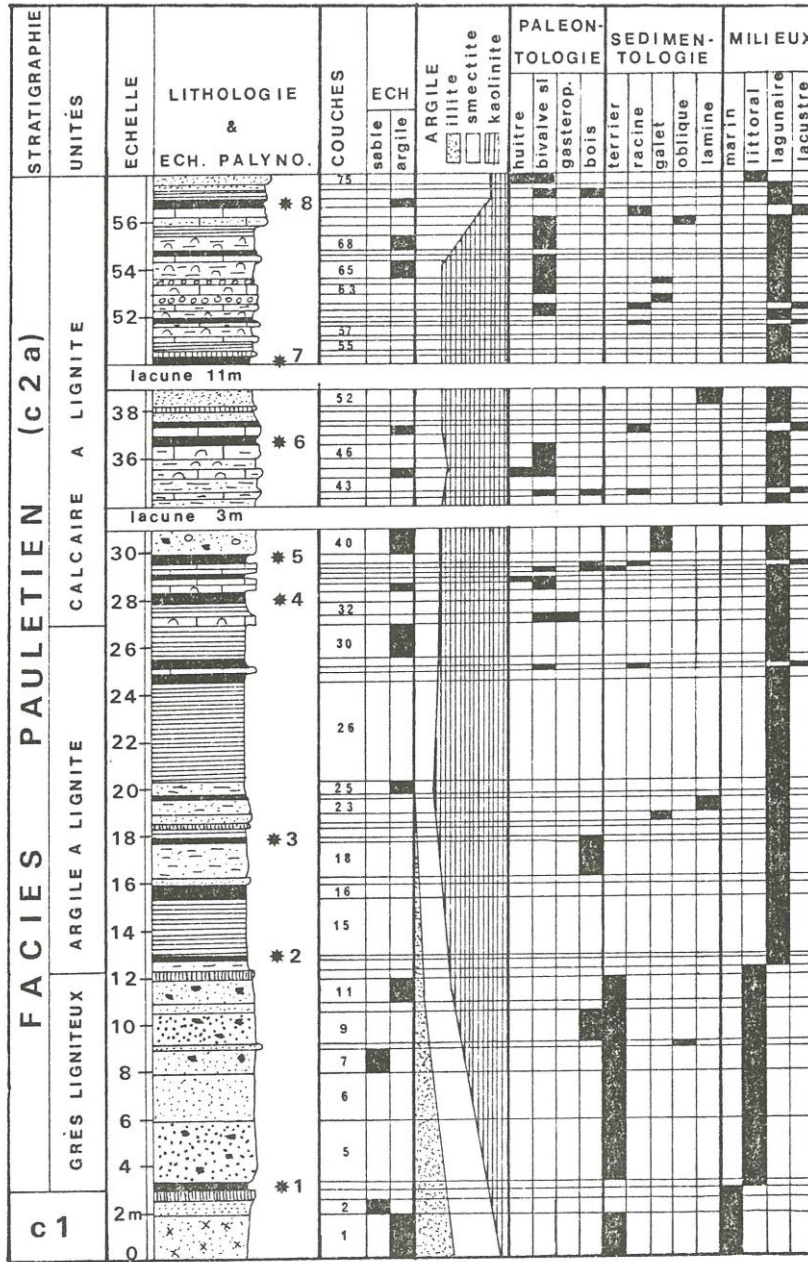 STRATIGRAPHIE
UNITÉS
ECHELLE
LITHOLOGIE
&
ECH. PALYNO.
COUCHES
ECH
sable
argile
ARGILE
illite
smectite
kaolinite
PALEON-
TOLOGIE
huitre
bivalve sl
gasterop.
bois
SEDIMEN-
TOLOGIE
terrier
racine
galet
oblique
lamine
MILIEUX
marin
littoral
lagunaire
lacustre
FACIES PAULETIEN (c2a)
c1
CALCAIRE A LIGNITE
ARGILE A LIGNITE
GRÈS LIGNITEUX
56
54
52
lacune 11m
38
36
lacune 3m
30
28
26
24
22
20
18
16
14
12
10
8
6
4
2m
0
* 8
* 7
* 6
* 5
* 4
* 3
* 2
* 1
75
68
65
63
57
55
52
46
43
40
32
30
26
25
23
18
16
15
11
9
7
6
5
2
1